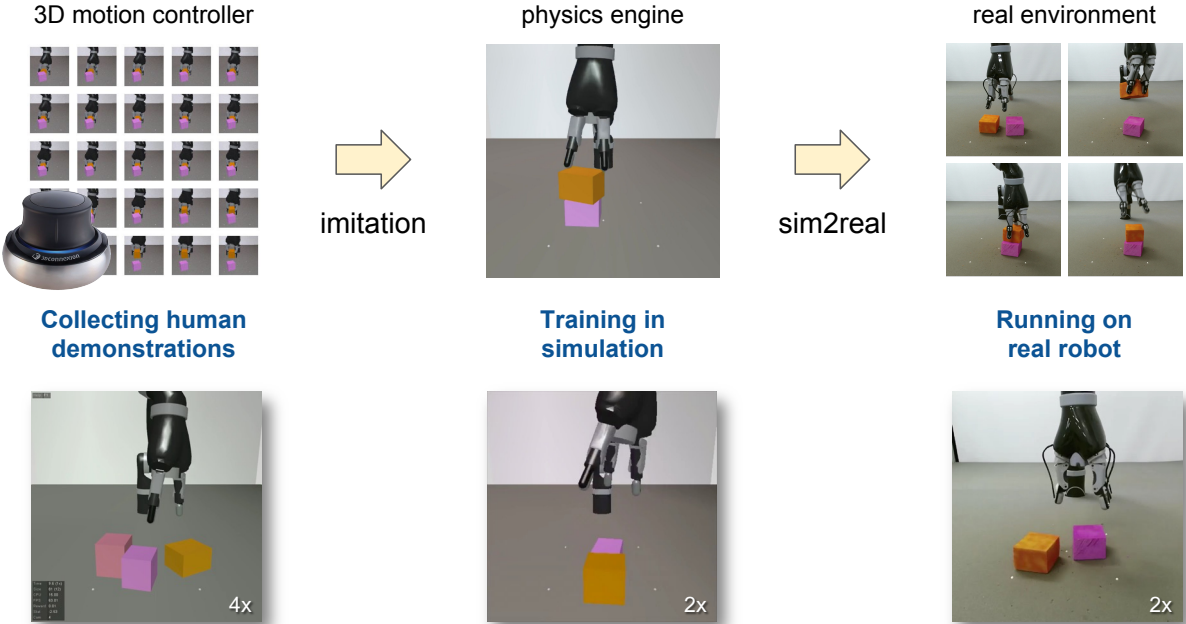 3D motion controller
physics engine
real environment
3Dconnexion
imitation
sim2real
Collecting human
demonstrations
Training in
simulation
Running on
real robot
4x
2x
2x